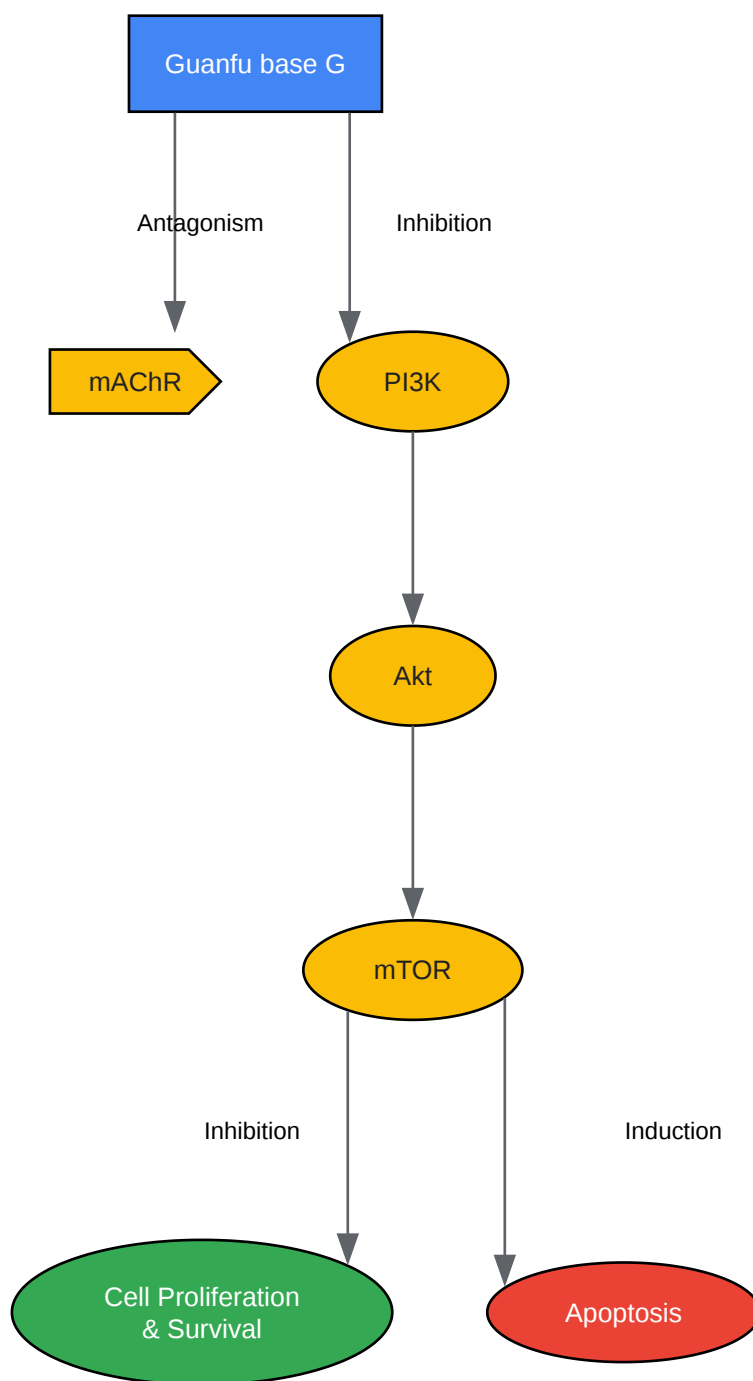 Guanfu base G
Antagonism
Inhibition
mAChR
PI3K
Akt
mTOR
Inhibition
Induction
Cell Proliferation
& Survival
Apoptosis